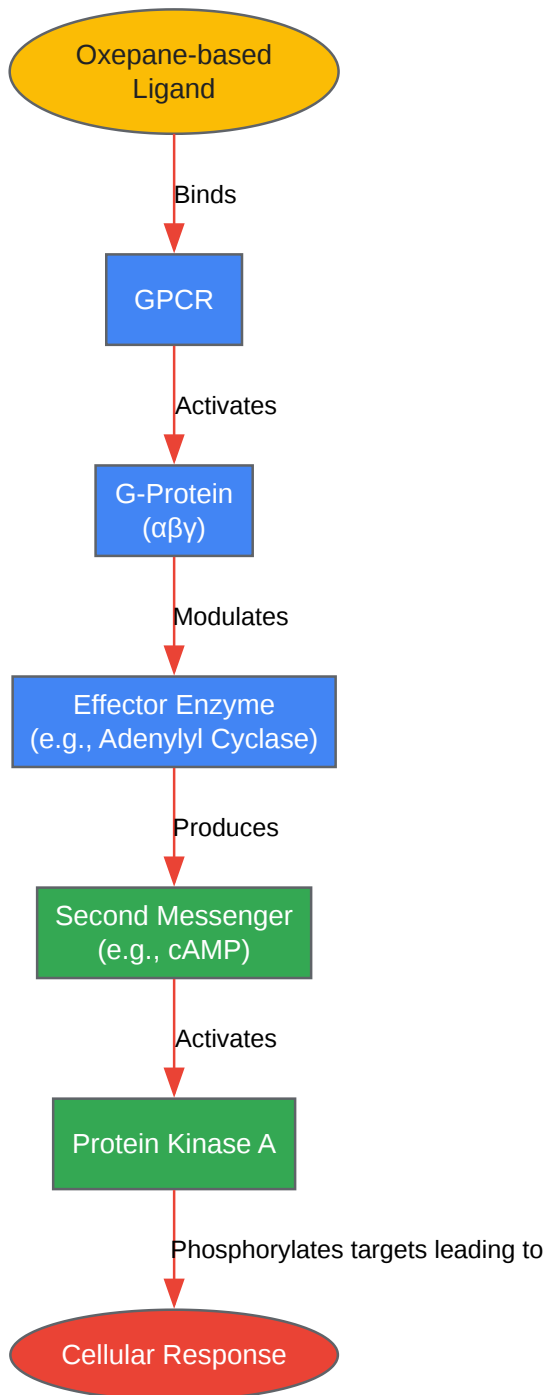 Oxepane-based
Ligand
Binds
GPCR
Activates
G-Protein
(αβγ)
Modulates
Effector Enzyme
(e.g., Adenylyl Cyclase)
Produces
Second Messenger
(e.g., cAMP)
Activates
Protein Kinase A
Phosphorylates targets leading to
Cellular Response